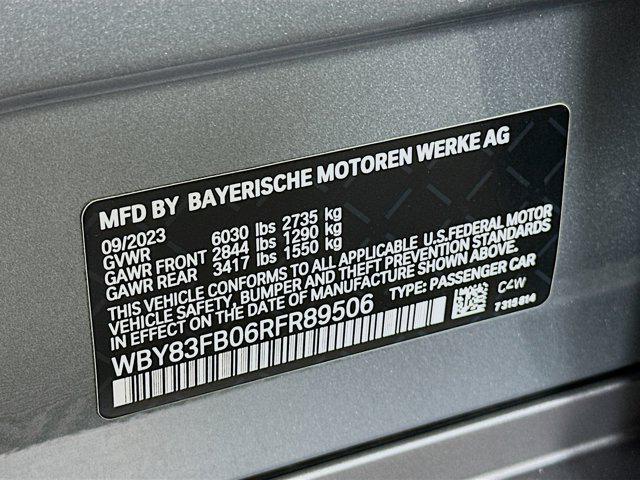 MFD BY BAYERISCHE MOTOREN WERKE AG
09/2023
GVWR 6030 lbs 2735 kg
GAWR FRONT 2844 lbs 1290 kg
GAWR REAR 3417 lbs 1550 kg
THIS VEHICLE CONFORMS TO ALL APPLICABLE U.S.FEDERAL MOTOR
VEHICLE SAFETY, BUMPER AND THEFT PREVENTION STANDARDS
IN EFFECT ON THE DATE OF MANUFACTURE SHOWN ABOVE.
WBY83FB06RFR89506 TYPE: PASSENGER CAR
C4W
7315614